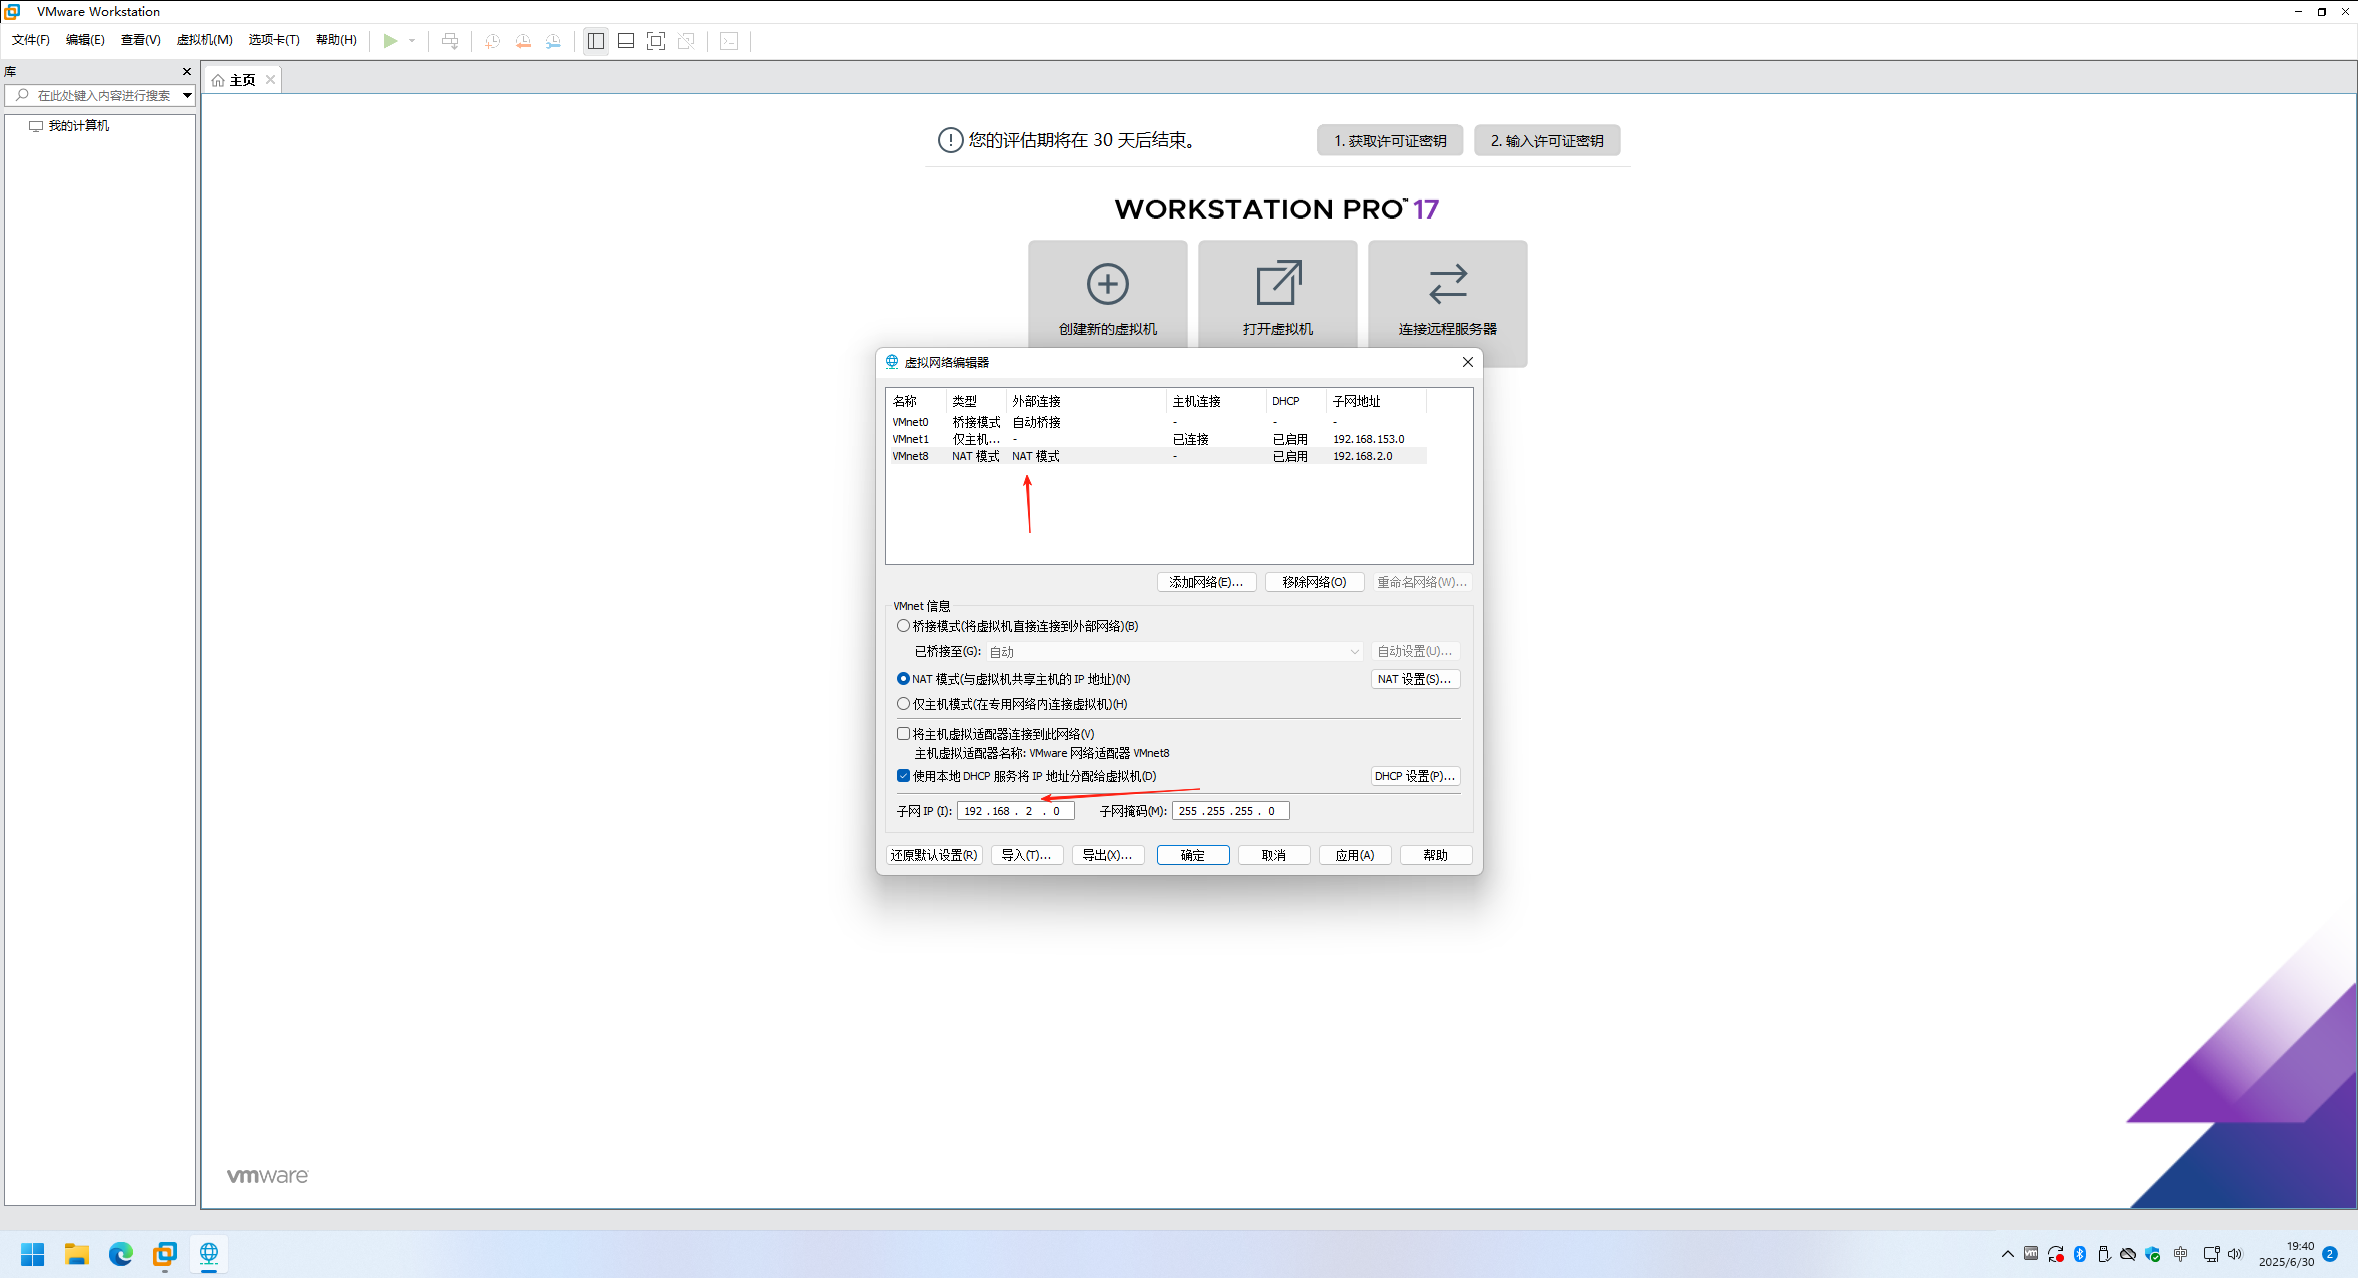 VMware Workstation
文件(F) 编辑(E) 查看(V) 虚拟机(M) 选项卡(T) 帮助(H)
库
在此处键入内容进行搜索
我的计算机
主页
您的评估期将在 30 天后结束。
1. 获取许可证密钥
2. 输入许可证密钥
WORKSTATION PRO™ 17
创建新的虚拟机
打开虚拟机
连接远程服务器
虚拟网络编辑器
名称 类型 外部连接 主机连接 DHCP 子网地址
VMnet0 桥接模式 自动桥接 - - -
VMnet1 仅主机... - 已连接 已启用 192.168.153.0
VMnet8 NAT 模式 NAT 模式 - 已启用 192.168.2.0
添加网络(E)... 移除网络(O) 重命名网络(W)...
VMnet 信息
桥接模式(将虚拟机直接连接到外部网络)(B)
已桥接至(G): 自动 自动设置(U)...
NAT 模式(与虚拟机共享主机的 IP 地址)(N) NAT 设置(S)...
仅主机模式(在专用网络内连接虚拟机)(H)
将主机虚拟适配器连接到此网络(V)
主机虚拟适配器名称: VMware 网络适配器 VMnet8
使用本地 DHCP 服务将 IP 地址分配给虚拟机(D) DHCP 设置(P)...
子网 IP (I): 192 . 168 . 2 . 0 子网掩码(M): 255 . 255 . 255 . 0
还原默认设置(R) 导入(T)... 导出(X)... 确定 取消 应用(A) 帮助
vmware
中
19:40
2025/6/30
2